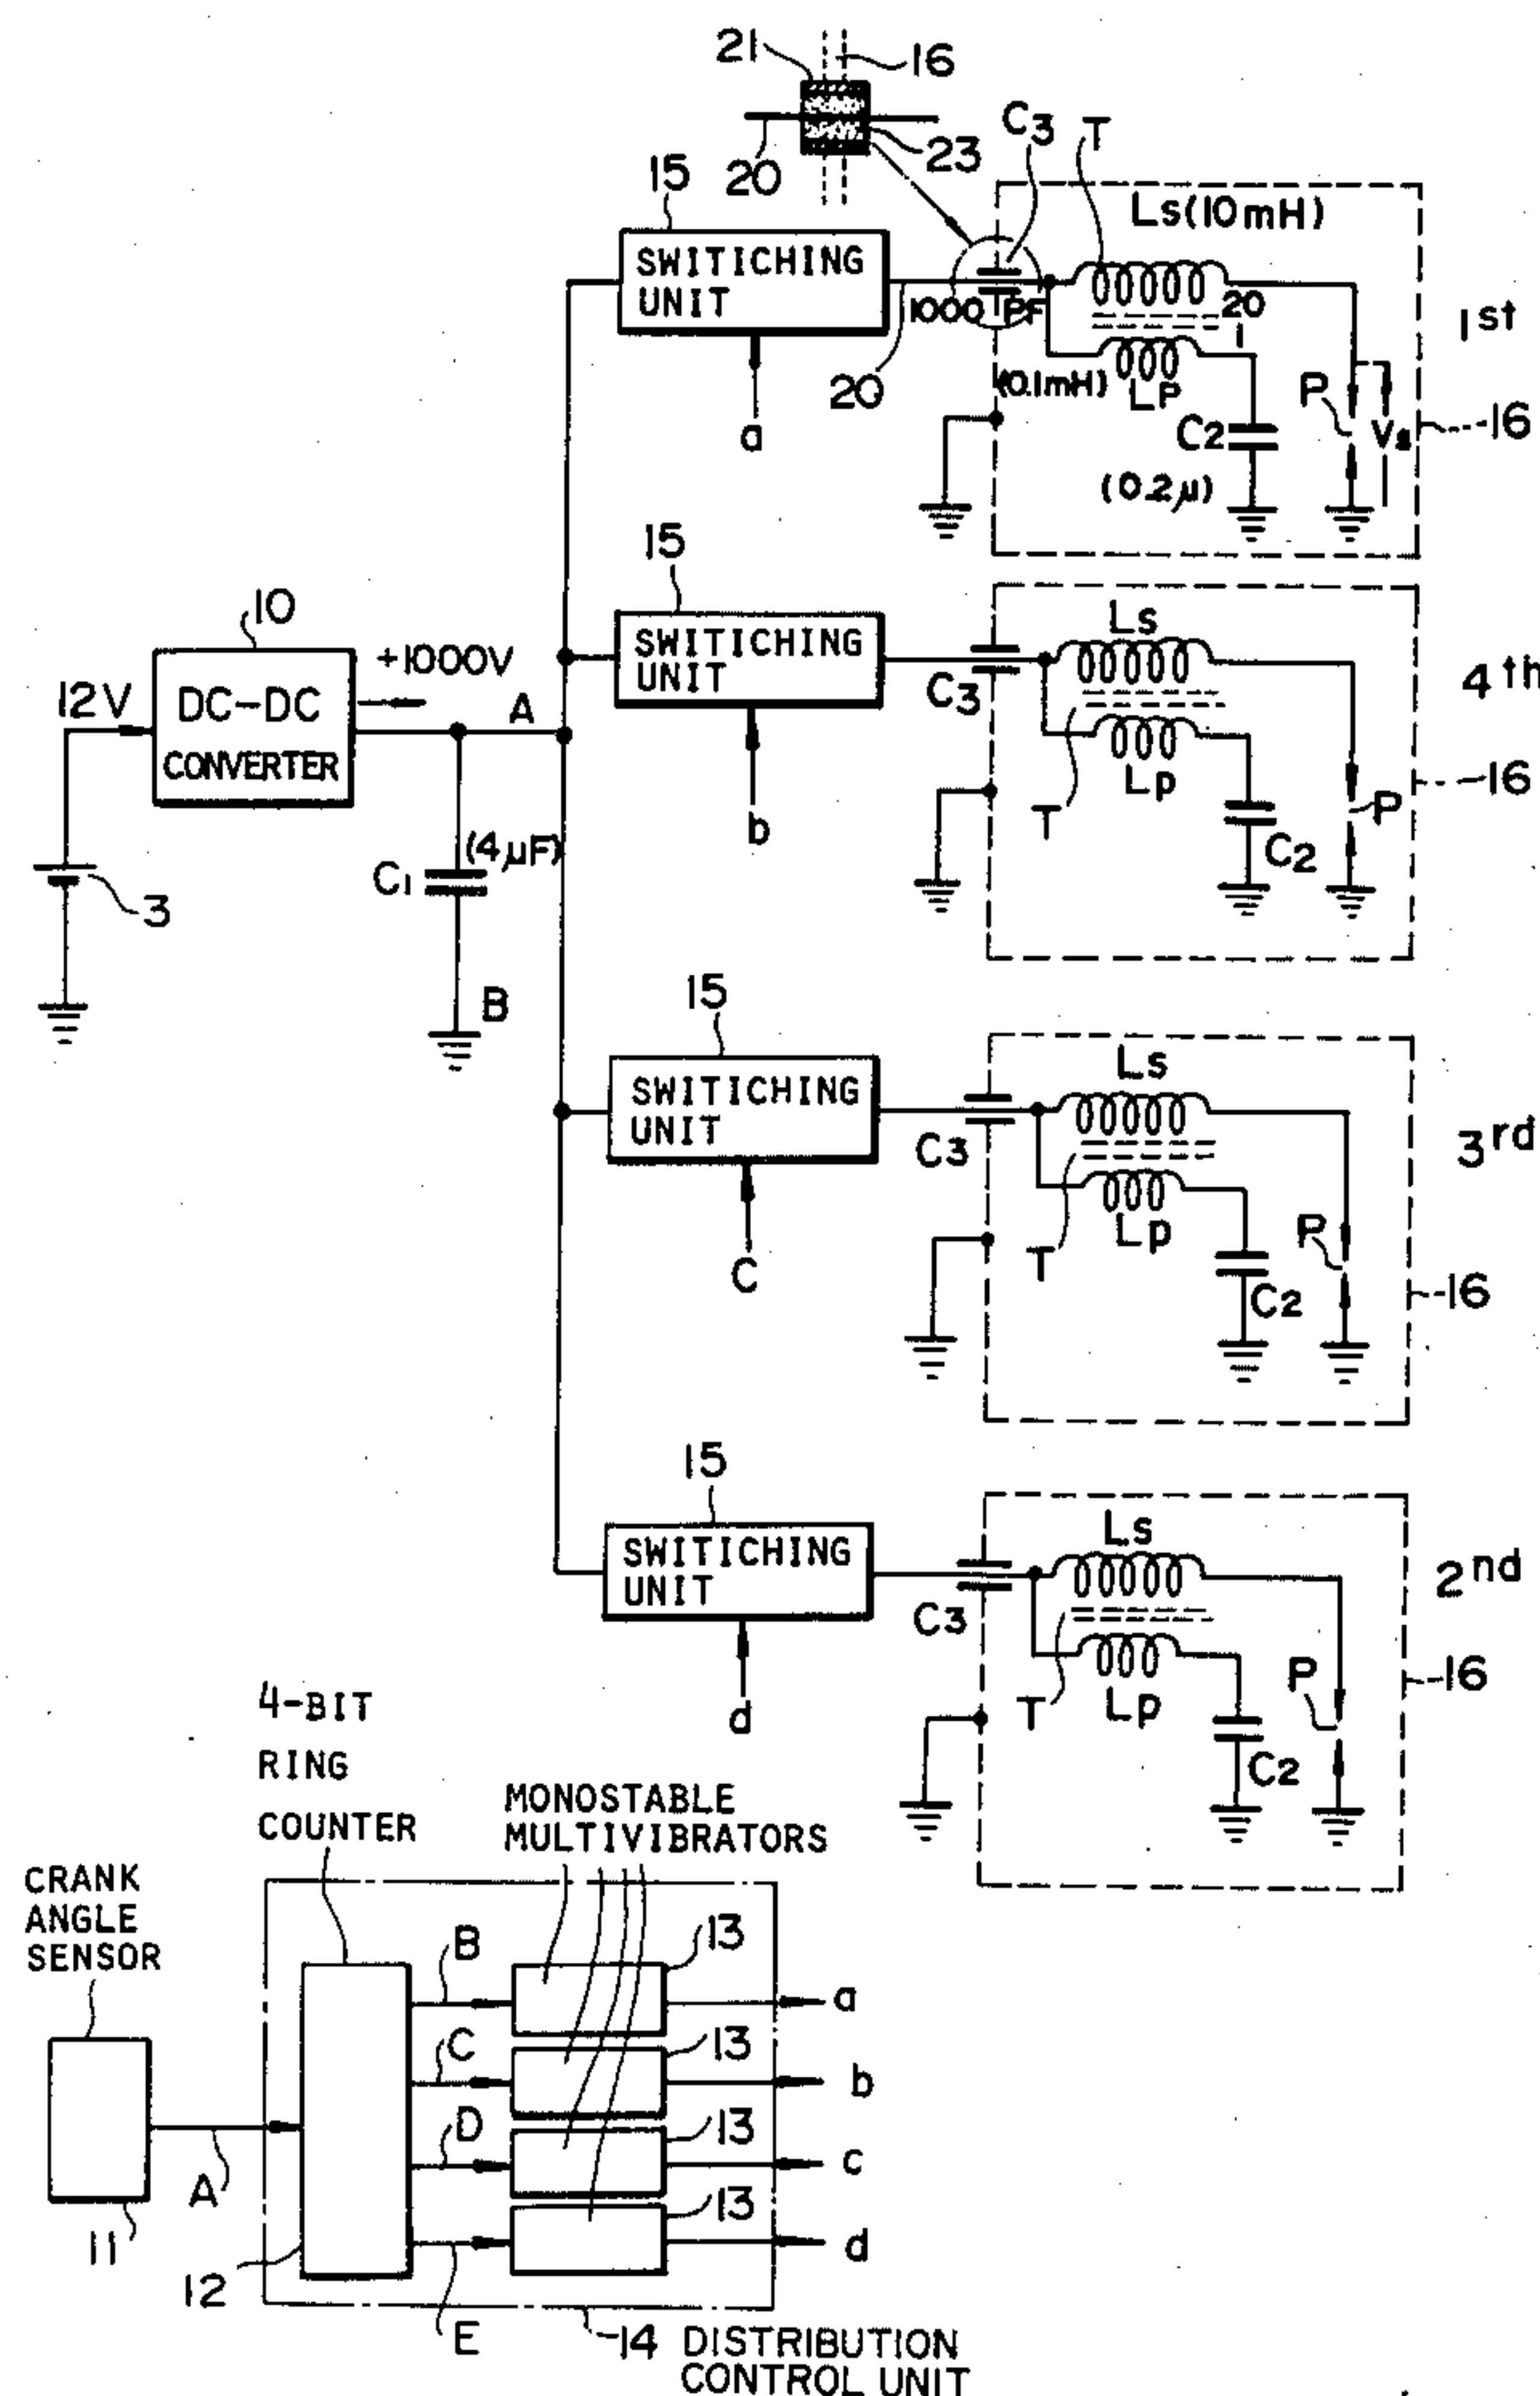 21
16
C3
T
20
23
15
Ls(10mH)
SWITICHING
UNIT
1000 PF
20
1st
20
(0.1mH)
LP
P
a
C2
16
(0.2μ)
15
10
Ls
+1000V
SWITICHING
UNIT
4th
12V
DC-DC
CONVERTER
A
C3
T
Lp
16
b
P
(4μF)
C1
C2
3
B
15
Ls
SWITICHING
UNIT
3rd
C3
T
Lp
P
C
C2
16
15
Ls
SWITICHING
UNIT
2nd
C3
T
Lp
P
16
d
C2
4-BIT
RING
COUNTER
MONOSTABLE
MULTIVIBRATORS
CRANK
ANGLE
SENSOR
B
13
a
C
13
b
D
13
c
A
13
d
11
12
E
14 DISTRIBUTION
CONTROL UNIT